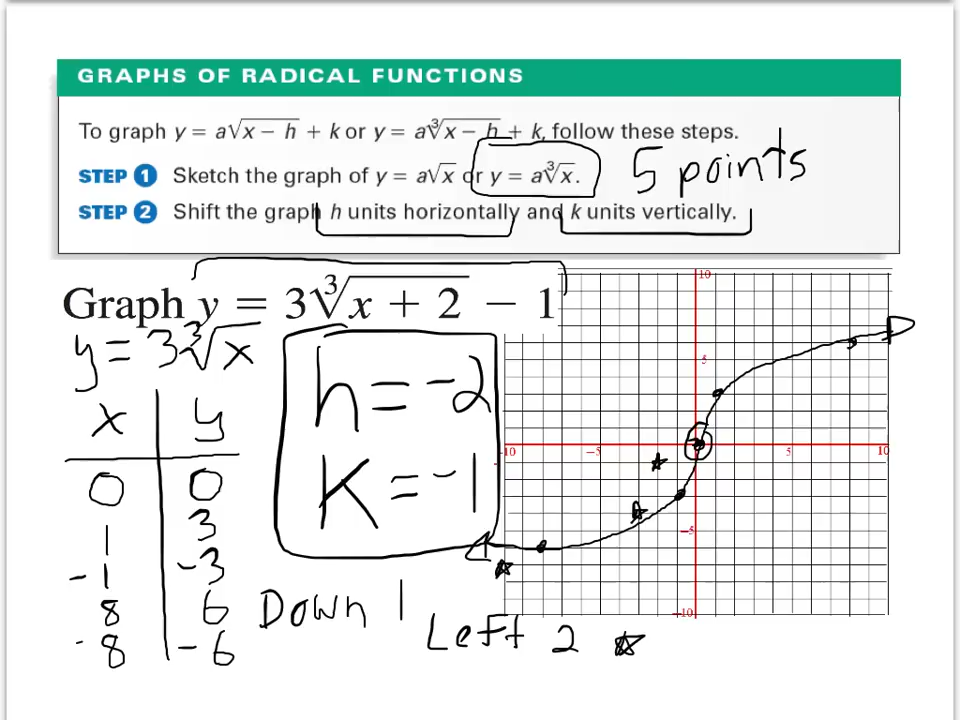 GRAPHS OF RADICAL FUNCTIONS
To graph y = a√x − h + k or y = a∛x − h + k, follow these steps.
STEP 1 Sketch the graph of y = a√x or y = a∛x. 5 points
STEP 2 Shift the graph h units horizontally and k units vertically.
Graph y = 3∛x + 2 − 1
y = 3∛x
h = -2
K = -1
x y
0 0
1 3
-1 -3
8 6
-8 -6
Down 1
Left 2
10
5
-10 -5 5 10
-5
-10